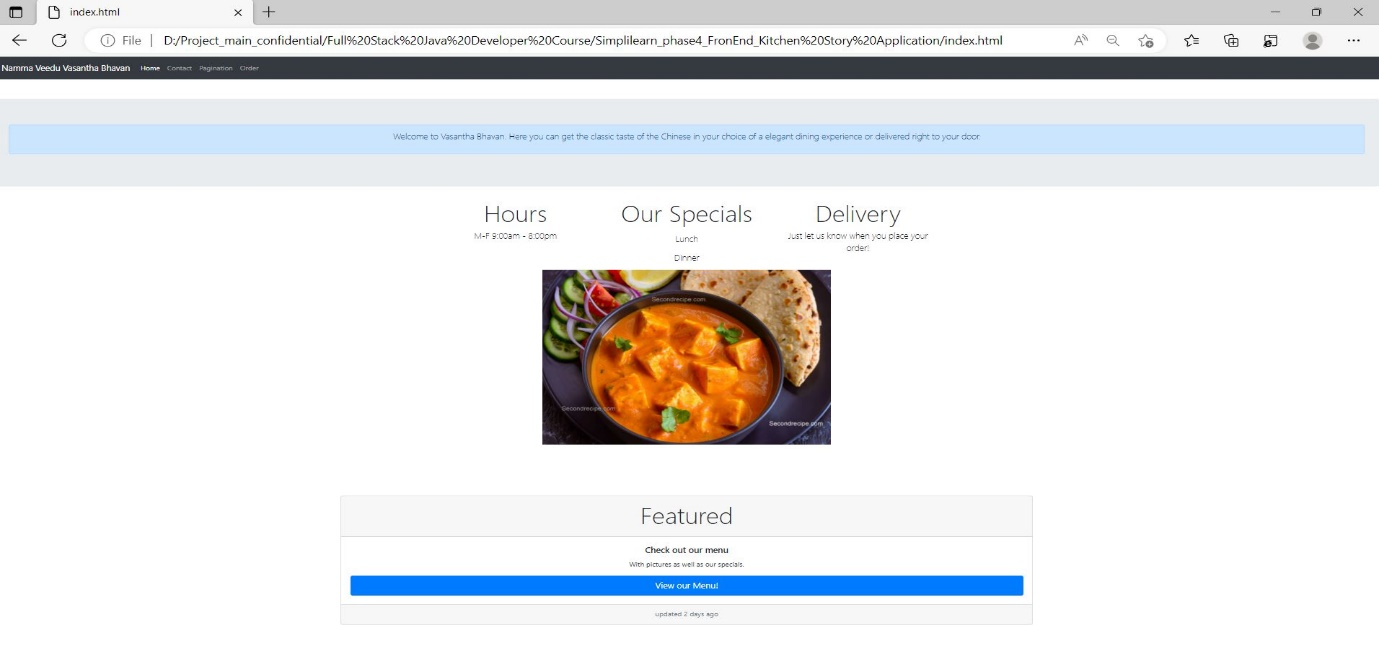 index.html
File | D:/Project_main_confidential/Full%20Stack%20Java%20Developer%20Course/Simplilearn_phase4_FronEnd_Kitchen%20Story%20Application/index.html
Namma Veedu Vasantha Bhavan Home Contact Pagination Order
Welcome to Vasantha Bhavan. Here you can get the classic taste of the Chinese in your choice of a elegant dining experience or delivered right to your door.
Hours
M-F 9:00am - 8:00pm
Our Specials
Lunch
Dinner
Delivery
Just let us know when you place your
order!
Secondrecipe.com
Secondrecipe.com
Secondrecipe.com
Featured
Check out our menu
With pictures as well as our specials.
View our Menu!
updated 2 days ago